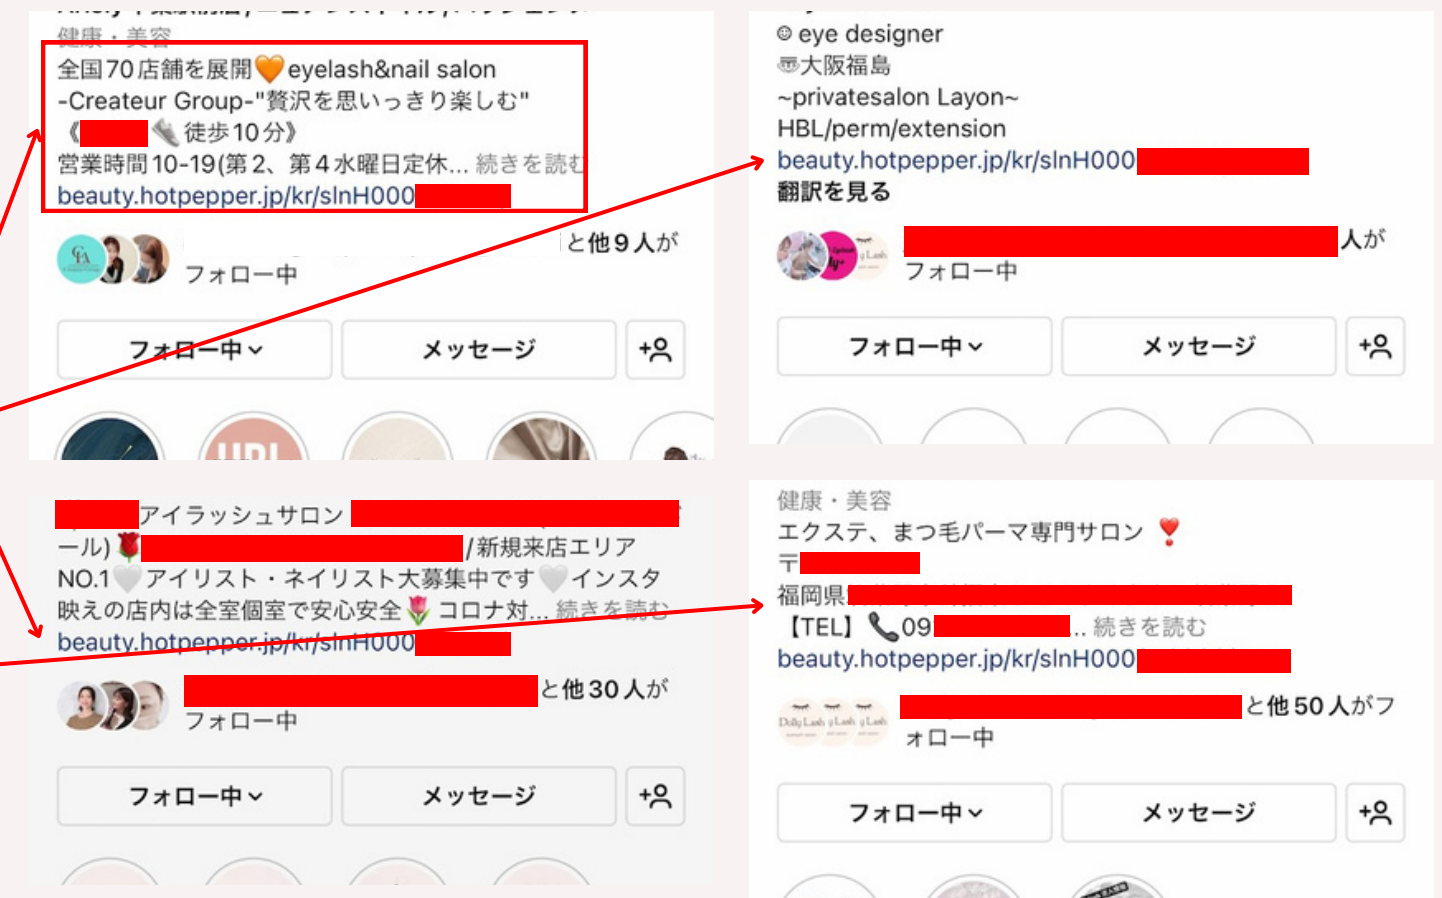 健康・美容
全国70店舗を展開🧡eyelash&nail salon
-Createur Group-"贅沢を思いっきり楽しむ"
《 👟徒歩10分》
営業時間10-19(第2、第4水曜日定休... 続きを読む
beauty.hotpepper.jp/kr/slnH000
と他9人が
フォロー中
フォロー中
メッセージ
☺ eye designer
〠大阪福島
~privatesalon Layon~
HBL/perm/extension
beauty.hotpepper.jp/kr/slnH000
翻訳を見る
人が
フォロー中
フォロー中
メッセージ
アイラッシュサロン
ール)🌹 /新規来店エリア
NO.1🤍アイリスト・ネイリスト大募集中です🤍インスタ
映えの店内は全室個室で安心安全🌷コロナ対... 続きを読む
beauty.hotpepper.jp/kr/slnH000
と他30人が
フォロー中
フォロー中
メッセージ
健康・美容
エクステ、まつ毛パーマ専門サロン❣️
〒
福岡県
【TEL】📞09 ... 続きを読む
beauty.hotpepper.jp/kr/slnH000
Dolly Lash y Lash y Lash
と他50人がフ
ォロー中
フォロー中
メッセージ